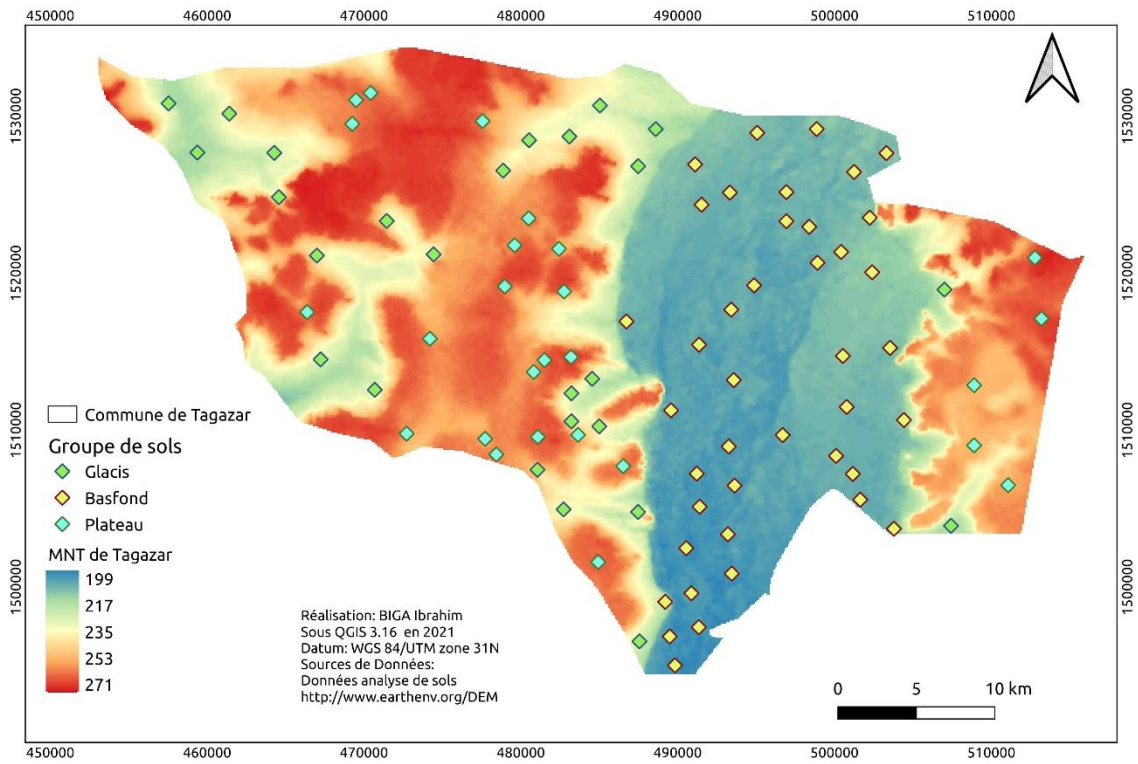 450000 460000 470000 480000 490000 500000 510000
1530000 1530000
1520000 1520000
1510000 1510000
1500000 1500000
Commune de Tagazar
Groupe de sols
Glacis
Basfond
Plateau
MNT de Tagazar
199
217
235
253
271
Réalisation: BIGA Ibrahim
Sous QGIS 3.16 en 2021
Datum: WGS 84/UTM zone 31N
Sources de Données:
Données analyse de sols
http://www.earthenv.org/DEM
0 5 10 km
450000 460000 470000 480000 490000 500000 510000